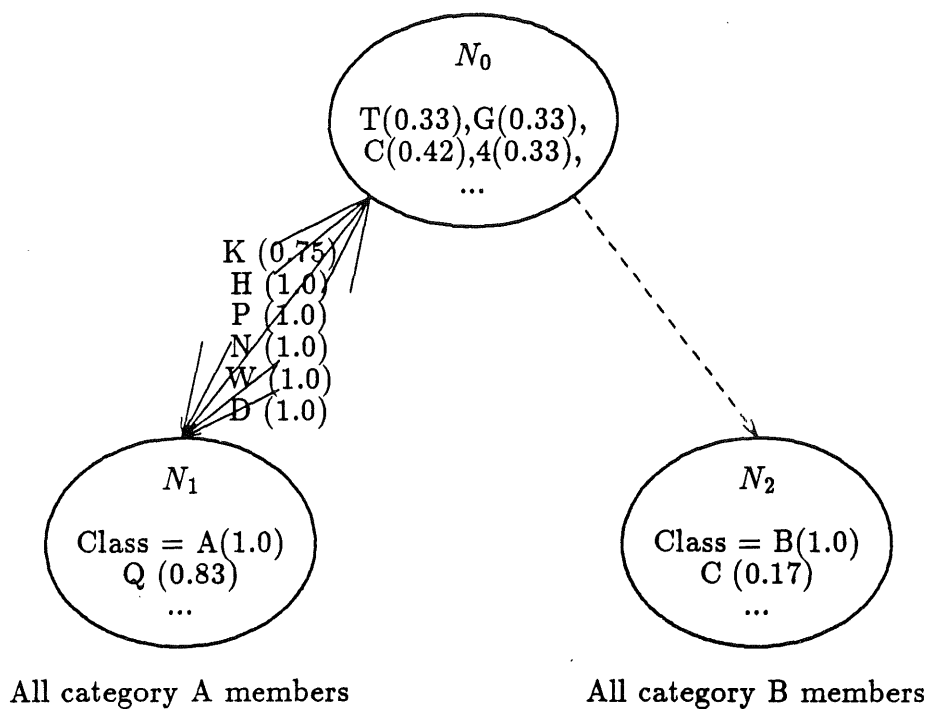 N₀
T(0.33),G(0.33),
C(0.42),4(0.33),
...
K (0.75)
H (1.0)
P (1.0)
N (1.0)
W (1.0)
D (1.0)
N₁
Class = A(1.0)
Q (0.83)
...
N₂
Class = B(1.0)
C (0.17)
...
All category A members
All category B members